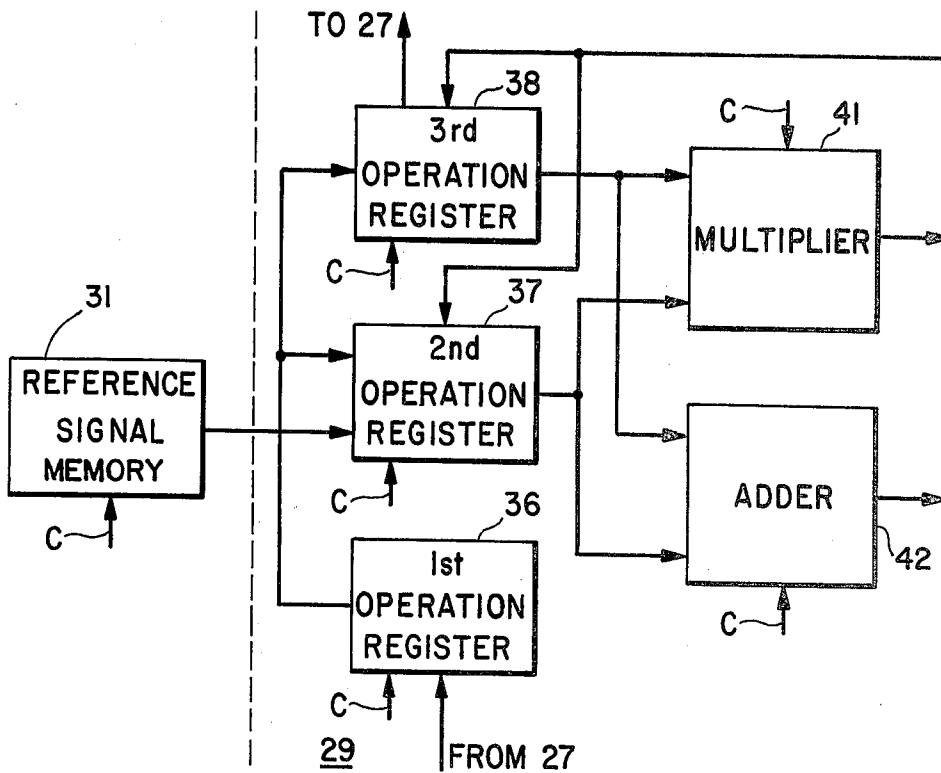 TO 27
38
3rd
OPERATION
REGISTER
C
C
41
MULTIPLIER
31
REFERENCE
SIGNAL
MEMORY
C
37
2nd
OPERATION
REGISTER
C
ADDER
42
C
36
1st
OPERATION
REGISTER
C
29
FROM 27